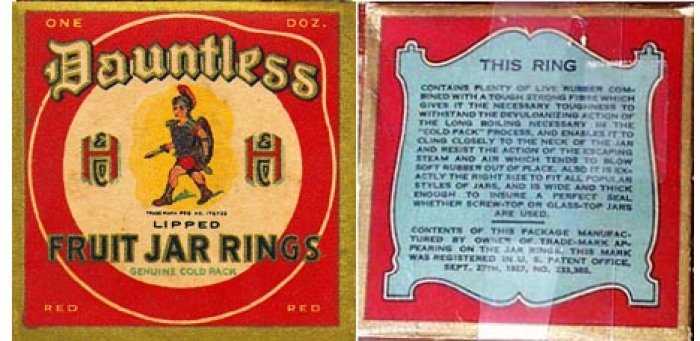 ONE DOZ.
Dauntless
H & Co H & Co
LIPPED
FRUIT JAR RINGS
GENUINE COLD PACK
RED RED
THIS RING
CONTAINS PLENTY OF LIVE RUBBER COM-
BINED WITH A TOUGH STRONG FIBRE WHICH
GIVES IT THE NECESSARY TOUGHNESS TO
WITHSTAND THE DEVULCANIZING ACTION OF
THE LONG BOILING NECESSARY IN THE
"COLD PACK" PROCESS, AND ENABLES IT TO
CLING CLOSELY TO THE NECK OF THE JAR
AND RESIST THE ACTION OF THE ESCAPING
STEAM AND AIR WHICH TENDS TO BLOW
SOFT RUBBER OUT OF PLACE. ALSO IT IS EX-
ACTLY THE RIGHT SIZE TO FIT ALL POPULAR
STYLES OF JARS, AND IS WIDE AND THICK
ENOUGH TO INSURE A PERFECT SEAL
WHETHER SCREW-TOP OR GLASS-TOP JARS
ARE USED.
CONTENTS OF THIS PACKAGE MANUFAC-
TURED BY OWNER OF TRADE-MARK AP-
PEARING ON THE JAR RINGS. THIS MARK
WAS REGISTERED IN U. S. PATENT OFFICE,
SEPT. 27TH, 1927, NO.